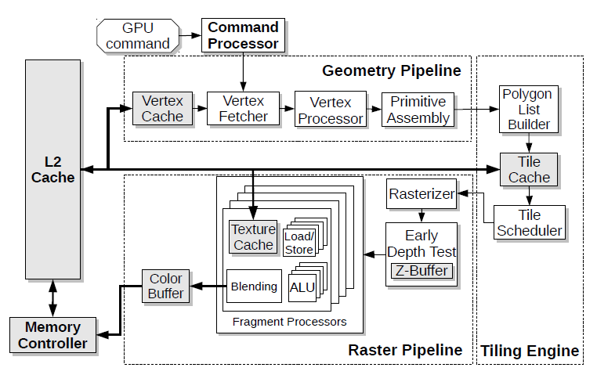 GPU
command
Command
Processor
Geometry Pipeline
Vertex
Cache
Vertex
Fetcher
Vertex
Processor
Primitive
Assembly
Polygon
List
Builder
L2
Cache
Tile
Cache
Tile
Scheduler
Rasterizer
Early
Depth Test
Z-Buffer
Texture
Cache
Load/
Store
Blending
ALU
Fragment Processors
Color
Buffer
Memory
Controller
Raster Pipeline
Tiling Engine